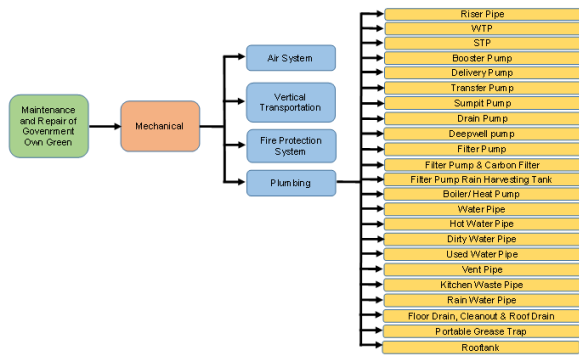 Maintenance
and Repair of
Govenrment
Own Green
Mechanical
Air System
Vertical
Transportation
Fire Protection
System
Plumbing
Riser Pipe
WTP
STP
Booster Pump
Delivery Pump
Transfer Pump
Sumpit Pump
Drain Pump
Deepwell pump
Filter Pump
Filter Pump & Carbon Filter
Filter Pump Rain Harvesting Tank
Boiler/ Heat Pump
Water Pipe
Hot Water Pipe
Dirty Water Pipe
Used Water Pipe
Vent Pipe
Kitchen Waste Pipe
Rain Water Pipe
Floor Drain, Cleanout & Roof Drain
Portable Grease Trap
Rooftank